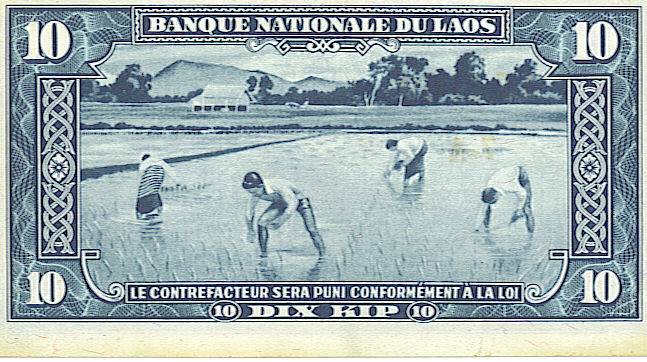 10 BANQUE NATIONALE DU LAOS 10
10 LE CONTREFACTEUR SERA PUNI CONFORMÉMENT À LA LOI 10
10 DIX KIP 10